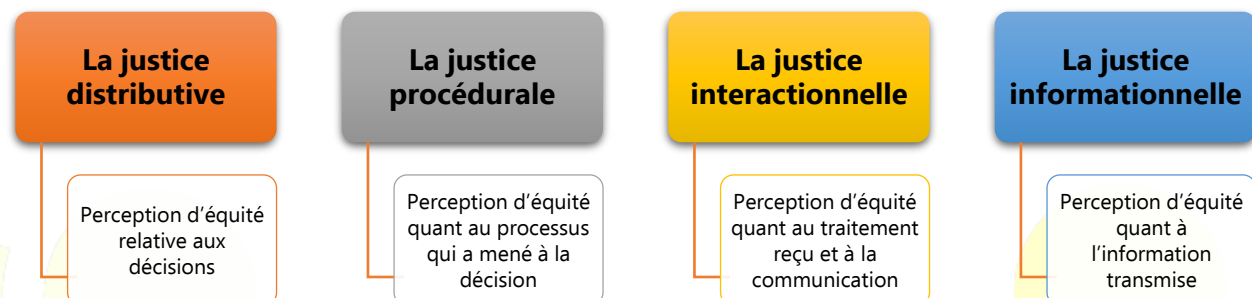 La justice
distributive
Perception d’équité
relative aux
décisions
La justice
procédurale
Perception d’équité
quant au processus
qui a mené à la
décision
La justice
interactionnelle
Perception d’équité
quant au traitement
reçu et à la
communication
La justice
informationnelle
Perception d’équité
quant à
l’information
transmise